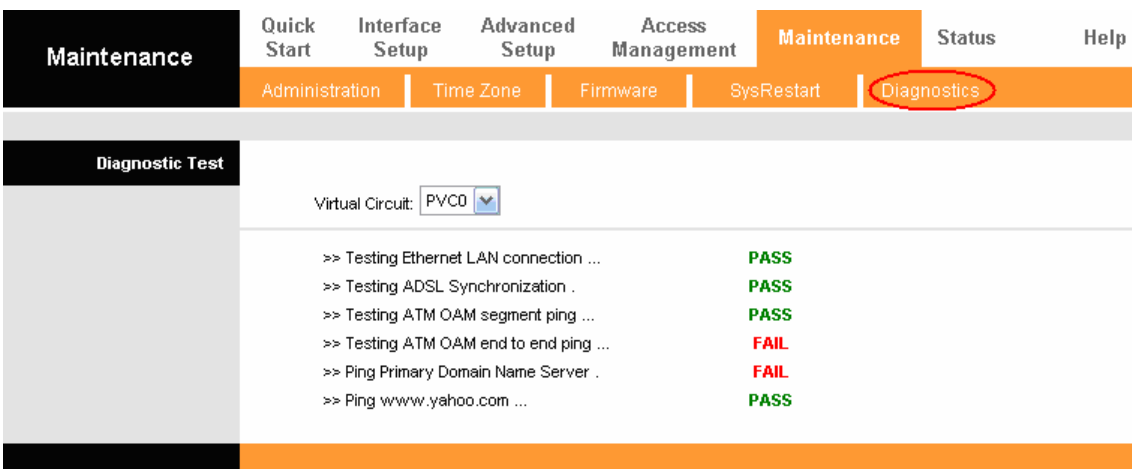 Maintenance
Quick Start
Interface Setup
Advanced Setup
Access Management
Maintenance
Status
Help
Administration
Time Zone
Firmware
SysRestart
Diagnostics
Diagnostic Test
Virtual Circuit: PVC0
>> Testing Ethernet LAN connection ... PASS
>> Testing ADSL Synchronization . PASS
>> Testing ATM OAM segment ping ... PASS
>> Testing ATM OAM end to end ping ... FAIL
>> Ping Primary Domain Name Server . FAIL
>> Ping www.yahoo.com ... PASS